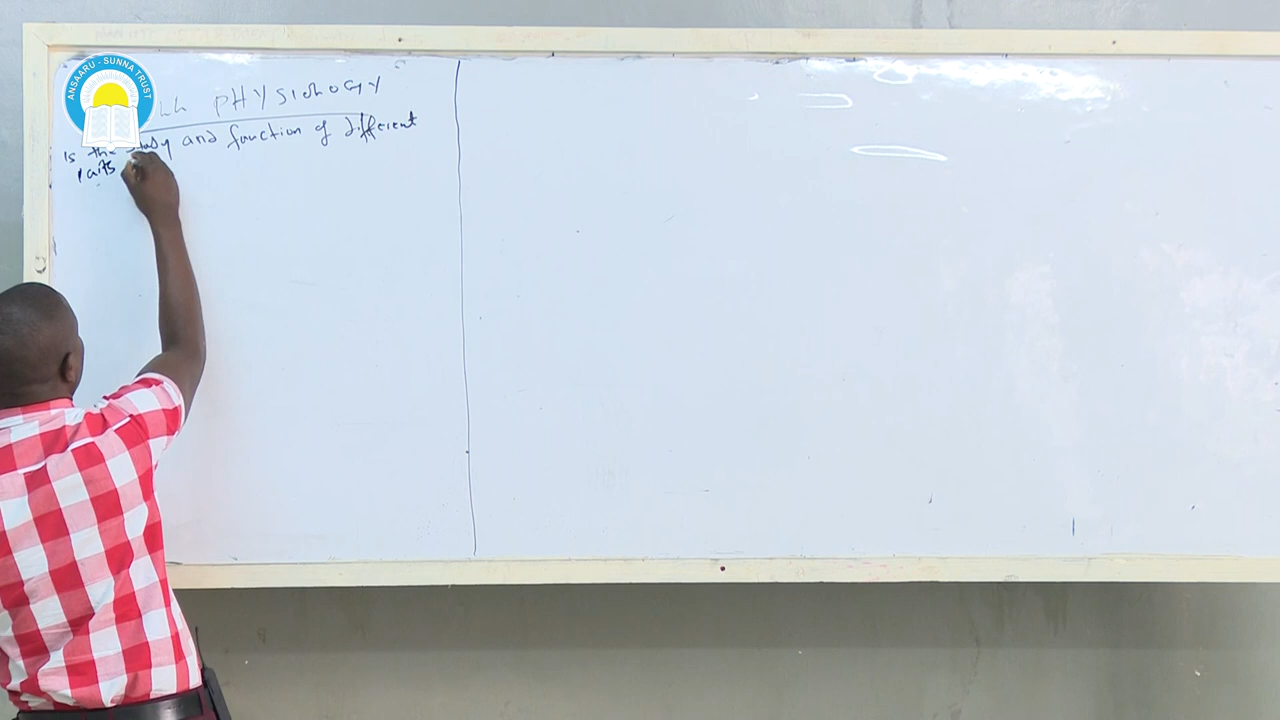 ANSAARU - SUNNA TRUST
PHYSIOLOGY
is the study and function of different
parts